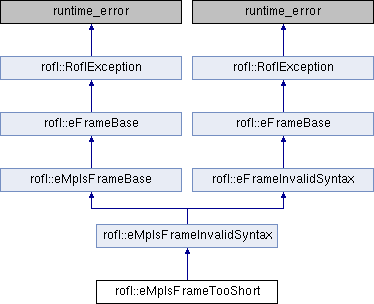 runtime_error runtime_error
rofl::RoflException rofl::RoflException
rofl::eFrameBase rofl::eFrameBase
rofl::eMplsFrameBase rofl::eFrameInvalidSyntax
rofl::eMplsFrameInvalidSyntax
rofl::eMplsFrameTooShort